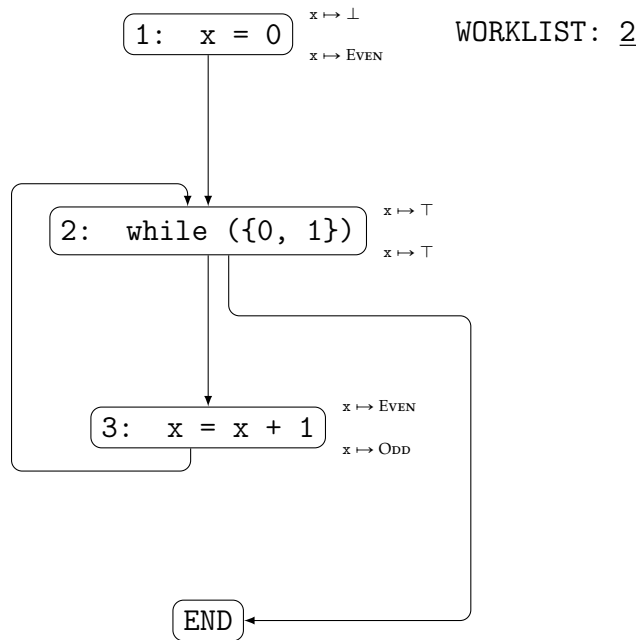 x ↦ ⊥
1: x = 0
x ↦ Even
WORKLIST: 2
x ↦ ⊤
2: while ({0, 1})
x ↦ ⊤
x ↦ Even
3: x = x + 1
x ↦ Odd
END